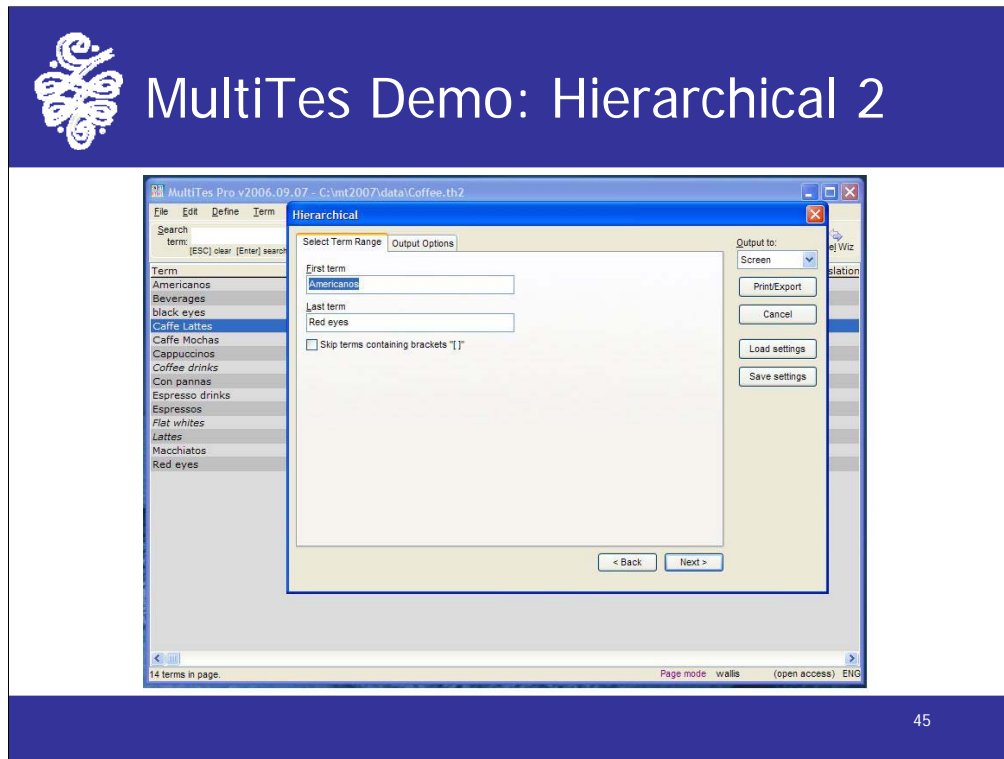 MultiTes Demo: Hierarchical 2
MultiTes Pro v2006.09.07 - C:\mt2007\data\Coffee.th2
File Edit Define Term
Search
term:
[ESC] clear [Enter] search
Term
Americanos
Beverages
black eyes
Caffe Lattes
Caffe Mochas
Cappuccinos
Coffee drinks
Con pannas
Espresso drinks
Espressos
Flat whites
Lattes
Macchiatos
Red eyes
Hierarchical
Select Term Range Output Options
First term
Americanos
Last term
Red eyes
Skip terms containing brackets "[ ]"
< Back Next >
Output to:
Screen
Print/Export
Cancel
Load settings
Save settings
el Wiz
slation
14 terms in page. Page mode wallis (open access) ENG
45